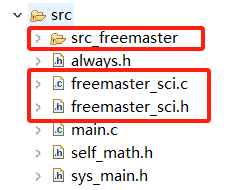 src
src_freemaster
always.h
freemaster_sci.c
freemaster_sci.h
main.c
self_math.h
sys_main.h